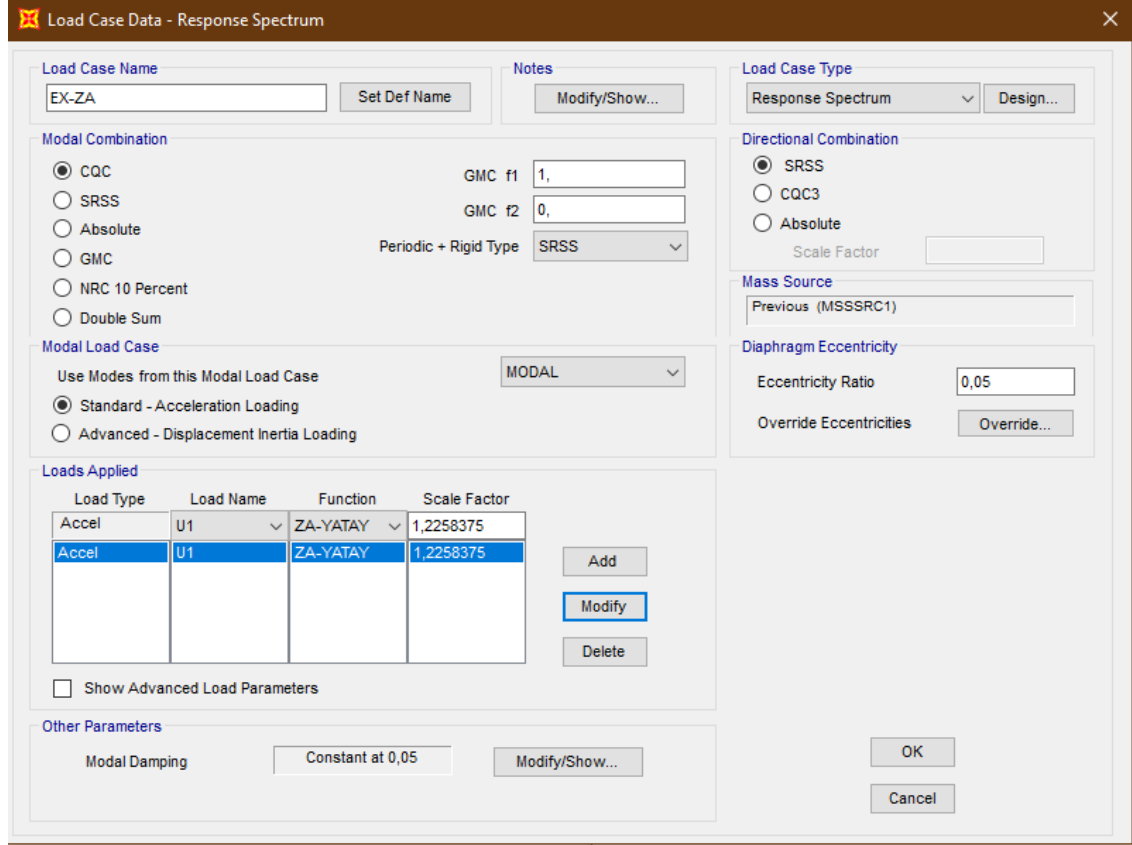 Load Case Data - Response Spectrum
Load Case Name
EX-ZA
Set Def Name
Notes
Modify/Show...
Load Case Type
Response Spectrum
Design...
Modal Combination
CQC
SRSS
Absolute
GMC
NRC 10 Percent
Double Sum
GMC f1 1,
GMC f2 0,
Periodic + Rigid Type SRSS
Directional Combination
SRSS
CQC3
Absolute
Scale Factor
Mass Source
Previous (MSSSRC1)
Modal Load Case
Use Modes from this Modal Load Case MODAL
Standard - Acceleration Loading
Advanced - Displacement Inertia Loading
Diaphragm Eccentricity
Eccentricity Ratio 0,05
Override Eccentricities Override...
Loads Applied
Load Type Load Name Function Scale Factor
Accel U1 ZA-YATAY 1,2258375
Accel U1 ZA-YATAY 1,2258375
Add
Modify
Delete
Show Advanced Load Parameters
Other Parameters
Modal Damping Constant at 0,05 Modify/Show...
OK
Cancel